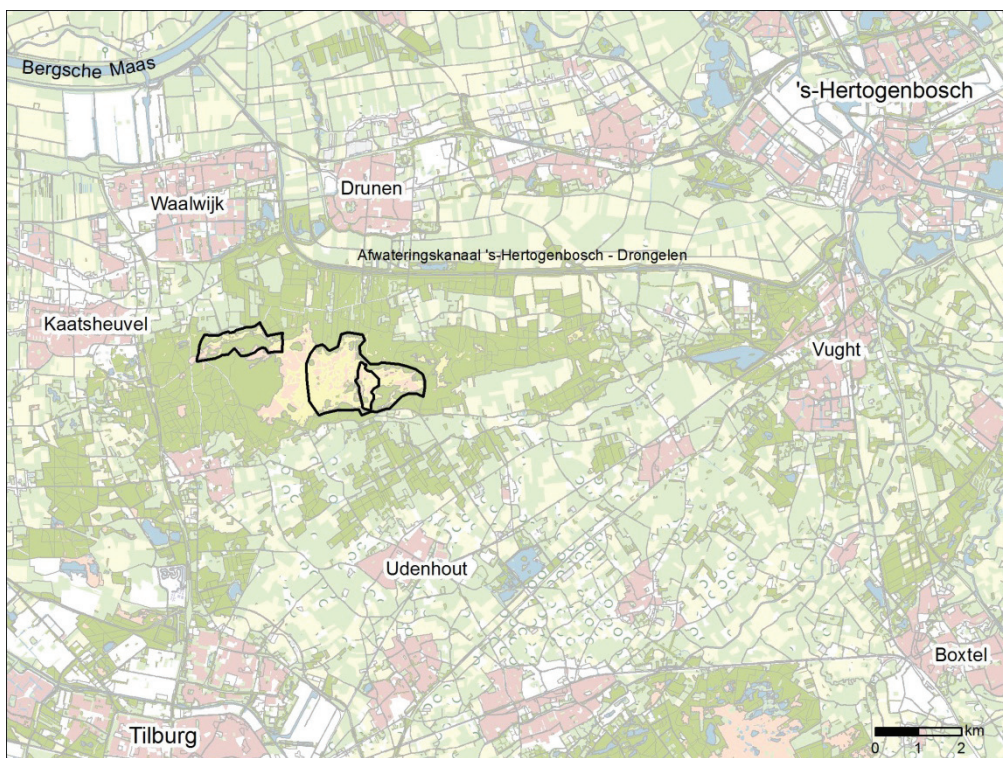 Bergsche Maas
's-Hertogenbosch
Drunen
Waalwijk
Afwateringskanaal 's-Hertogenbosch - Drongelen
Kaatsheuvel
Vught
Udenhout
Boxtel
Tilburg
km
0 1 2